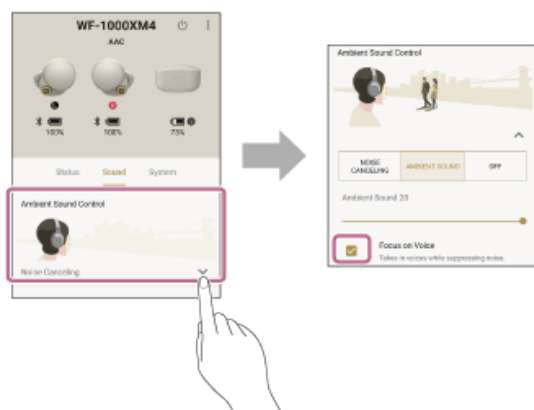 WF-1000XM4
AAC
100%
100%
75%
Status Sound System
Ambient Sound Control
Noise Canceling
Ambient Sound Control
NOISE
CANCELING
AMBIENT SOUND
OFF
Ambient Sound 20
Focus on Voice
Takes in voices while suppressing noise.